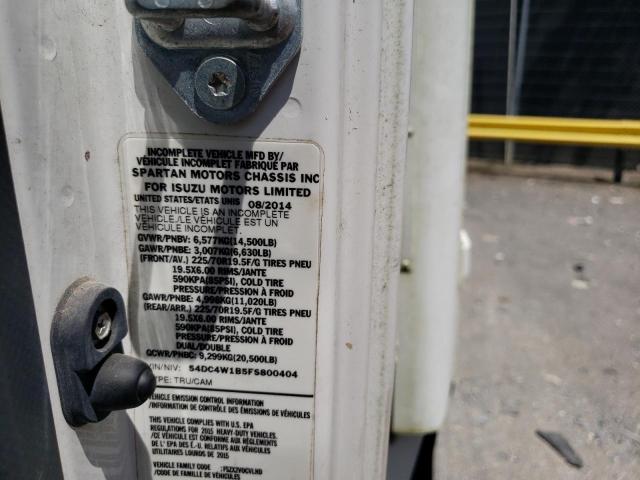 INCOMPLETE VEHICLE MFD BY/
VÉHICULE INCOMPLET FABRIQUÉ PAR
SPARTAN MOTORS CHASSIS INC
FOR ISUZU MOTORS LIMITED
UNITED STATES/ETATS UNIS 08/2014
THIS VEHICLE IS AN INCOMPLETE
VEHICLE./LE VÉHICULE EST UN
VÉHICULE INCOMPLET.
GVWR/PNBV: 6,577KG(14,500LB)
GAWR/PNBE: 3,007KG(6,630LB)
(FRONT/AV.) 225/70R19.5F/G TIRES PNEU
19.5X6.00 RIMS/JANTE
590KPA(85PSI), COLD TIRE
PRESSURE/PRESSION À FROID
GAWR/PNBE: 4,998KG(11,020LB)
(REAR/ARR.) 225/70R19.5F/G TIRES PNEU
19.5X6.00 RIMS/JANTE
590KPA(85PSI), COLD TIRE
PRESSURE/PRESSION À FROID
DUAL/DOUBLE
GCWR/PNBC: 9,299KG(20,500LB)
VIN/NIV: 54DC4W1B5FS800404
TYPE: TRU/CAM
VEHICLE EMISSION CONTROL INFORMATION
/INFORMATION DE CONTRÔLE DES ÉMISSIONS DE VÉHICULES
THIS VEHICLE COMPLIES WITH U.S. EPA
REGULATIONS FOR 2015 HEAVY-DUTY VEHICLES.
/CE VÉHICULE EST CONFORME AUX RÈGLEMENTS
DE L' EPA DES É.-U. RELATIFS AUX VÉHICULES
UTILITAIRES LOURDS DE 2015
VEHICLE FAMILY CODE
/CODE DE FAMILLE DE VÉHICULES